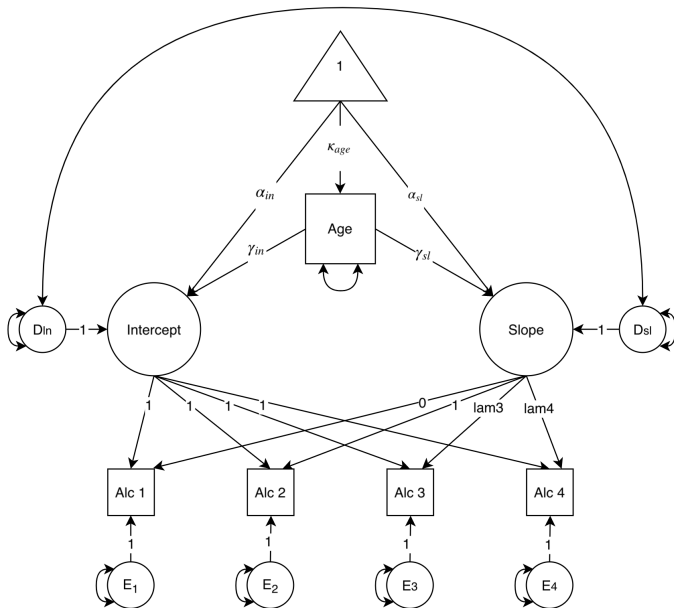 1
κage
αin αsl
Age
γin γsl
DIn 1 Intercept Slope 1 Dsl
1 1 1 1 0 1 lam3 lam4
Alc 1 Alc 2 Alc 3 Alc 4
1 1 1 1
E1 E2 E3 E4